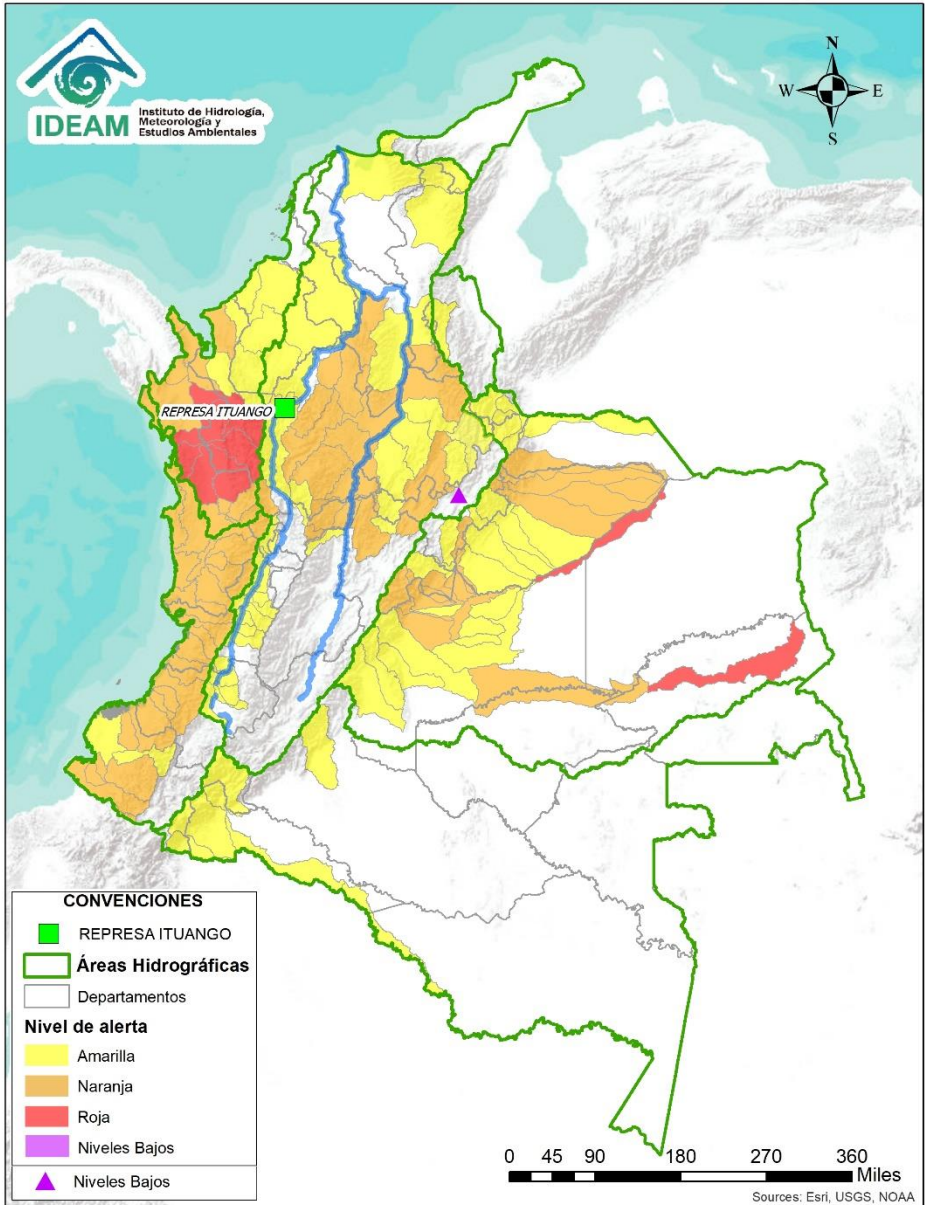 IDEAM
Instituto de Hidrología,
Meteorología y
Estudios Ambientales
N
W
E
S
REPRESA ITUANGO
CONVENCIONES
REPRESA ITUANGO
Áreas Hidrográficas
Departamentos
Nivel de alerta
Amarilla
Naranja
Roja
Niveles Bajos
Niveles Bajos
0 45 90 180 270 360
Miles
Sources: Esri, USGS, NOAA